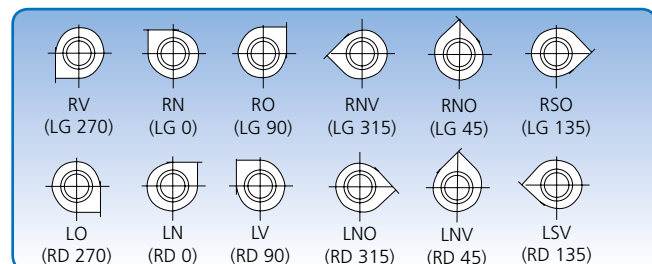 RV RN RO RNV RNO RSO
(LG 270) (LG 0) (LG 90) (LG 315) (LG 45) (LG 135)
LO LN LV LNO LNV LSV
(RD 270) (RD 0) (RD 90) (RD 315) (RD 45) (RD 135)